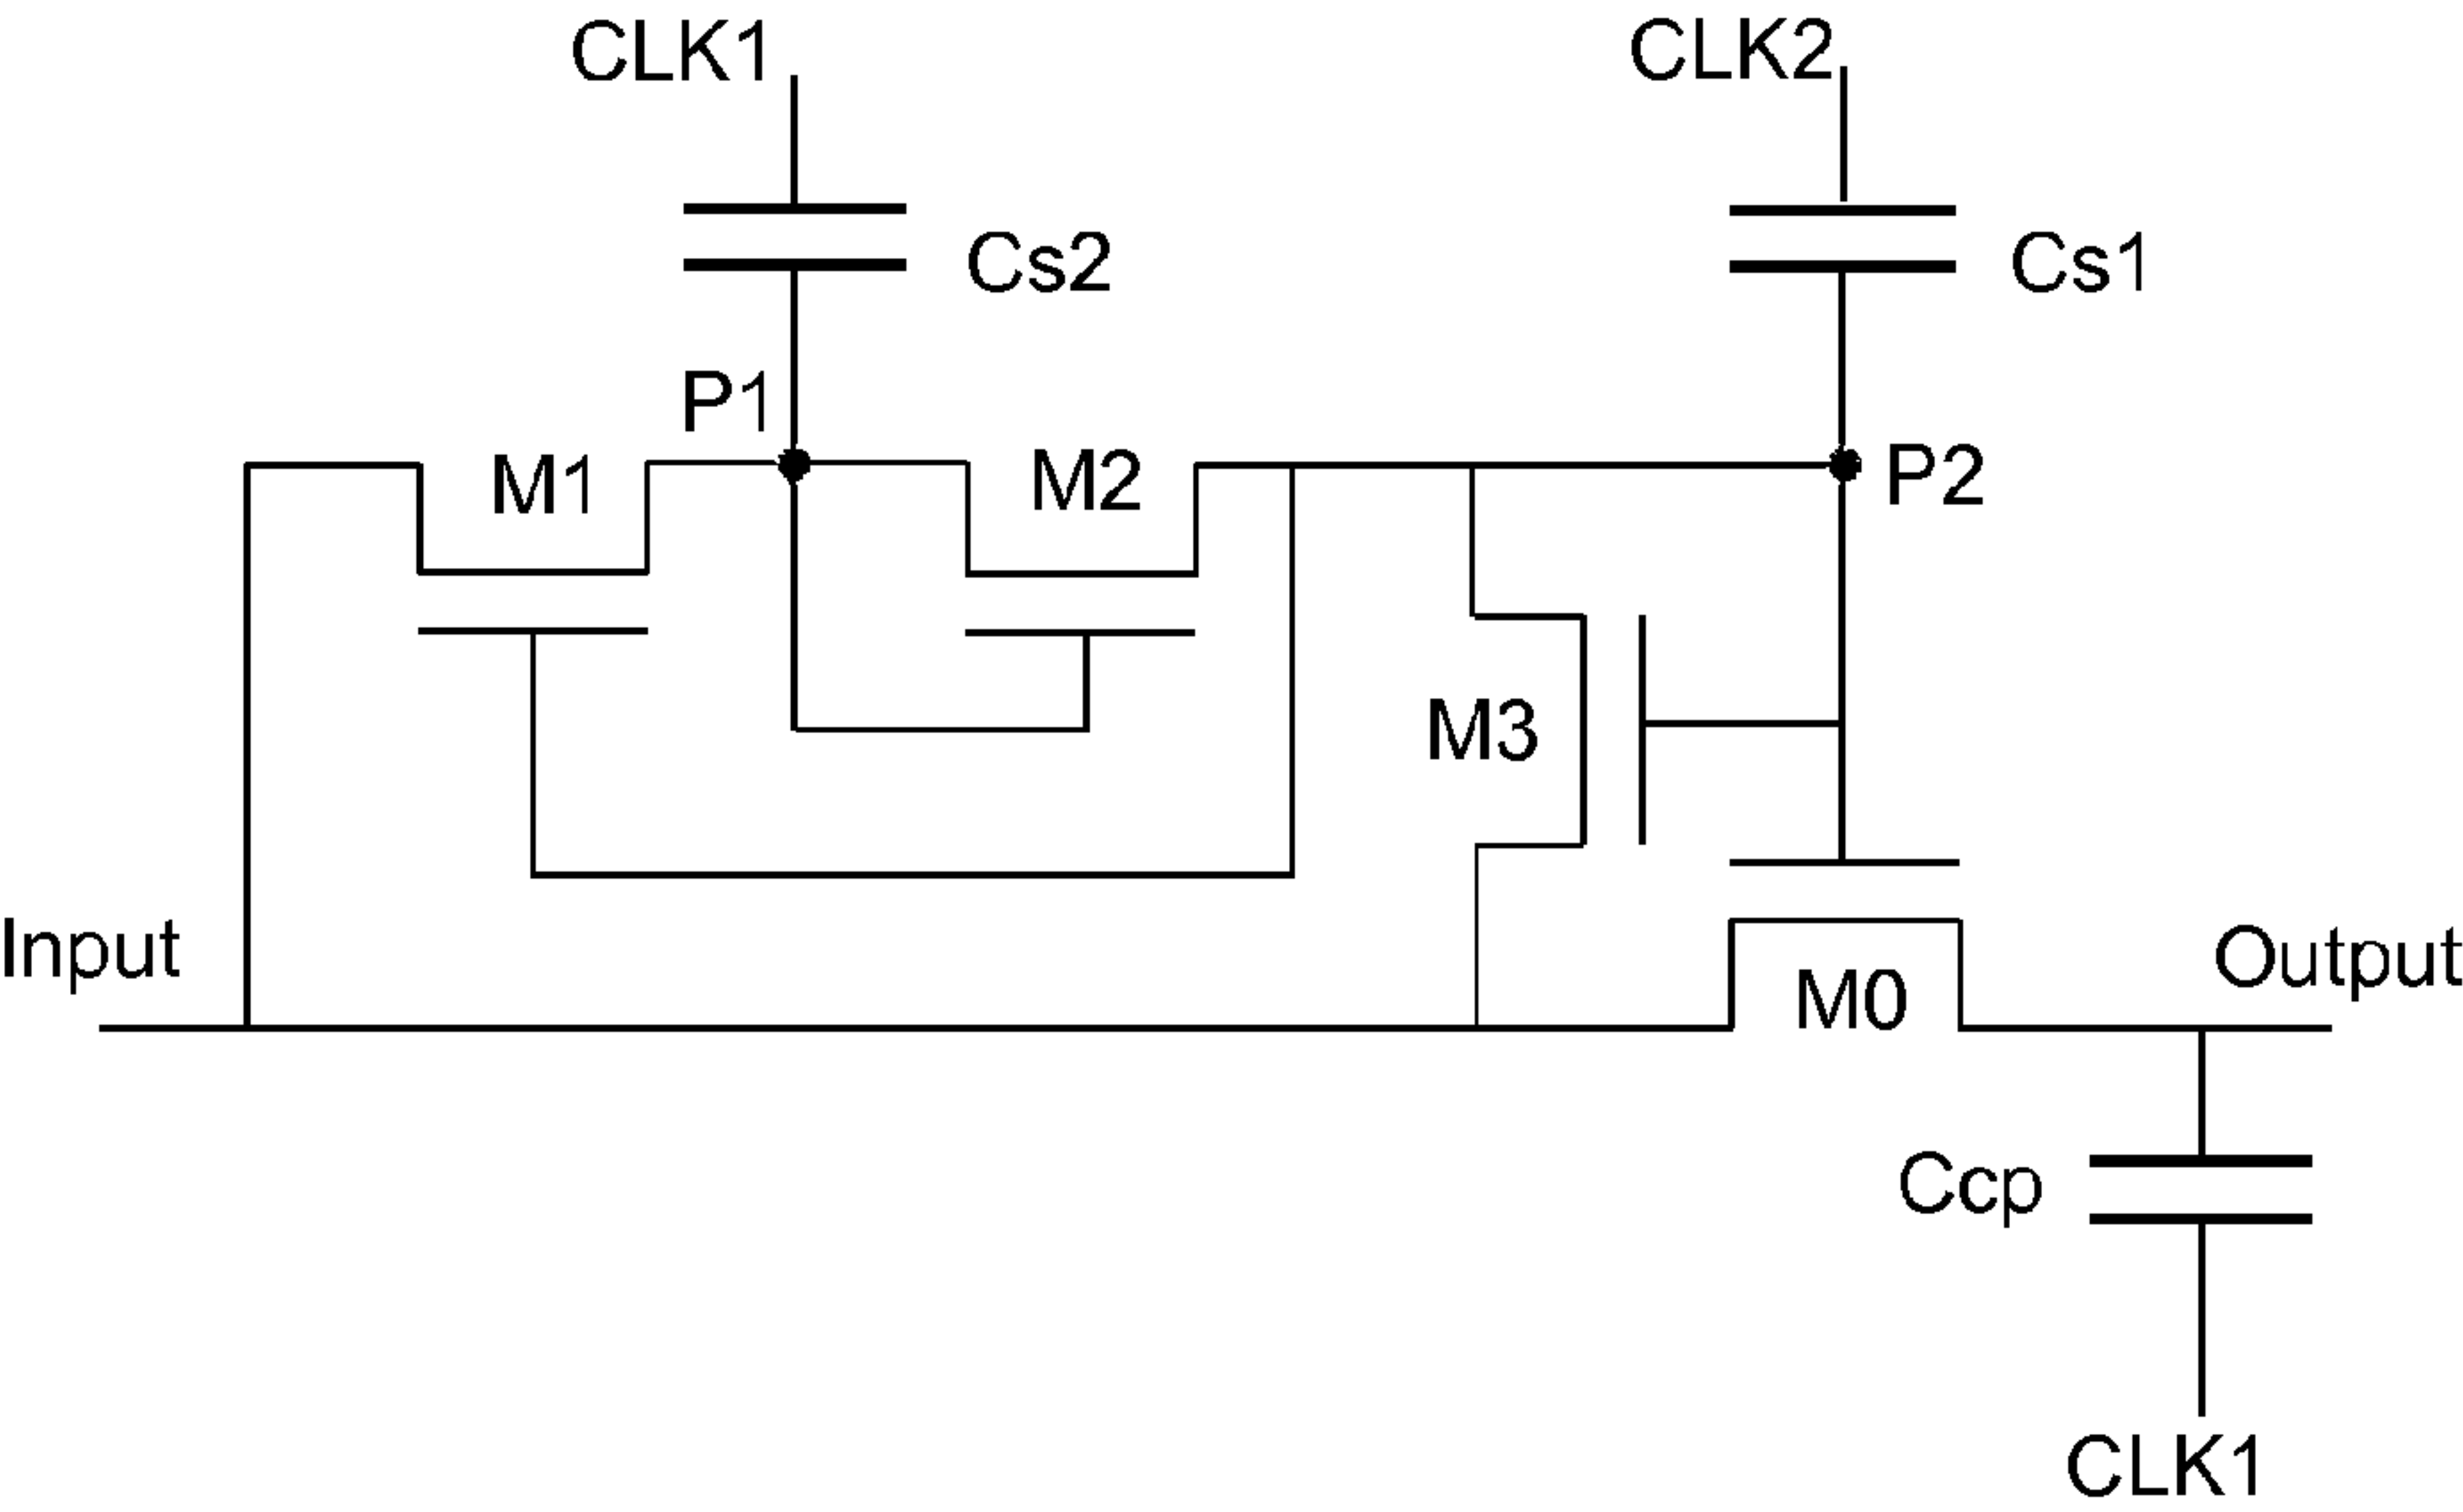 CLK1
CLK2
Cs2
Cs1
P1
M1
M2
P2
M3
Input
M0
Output
Ccp
CLK1